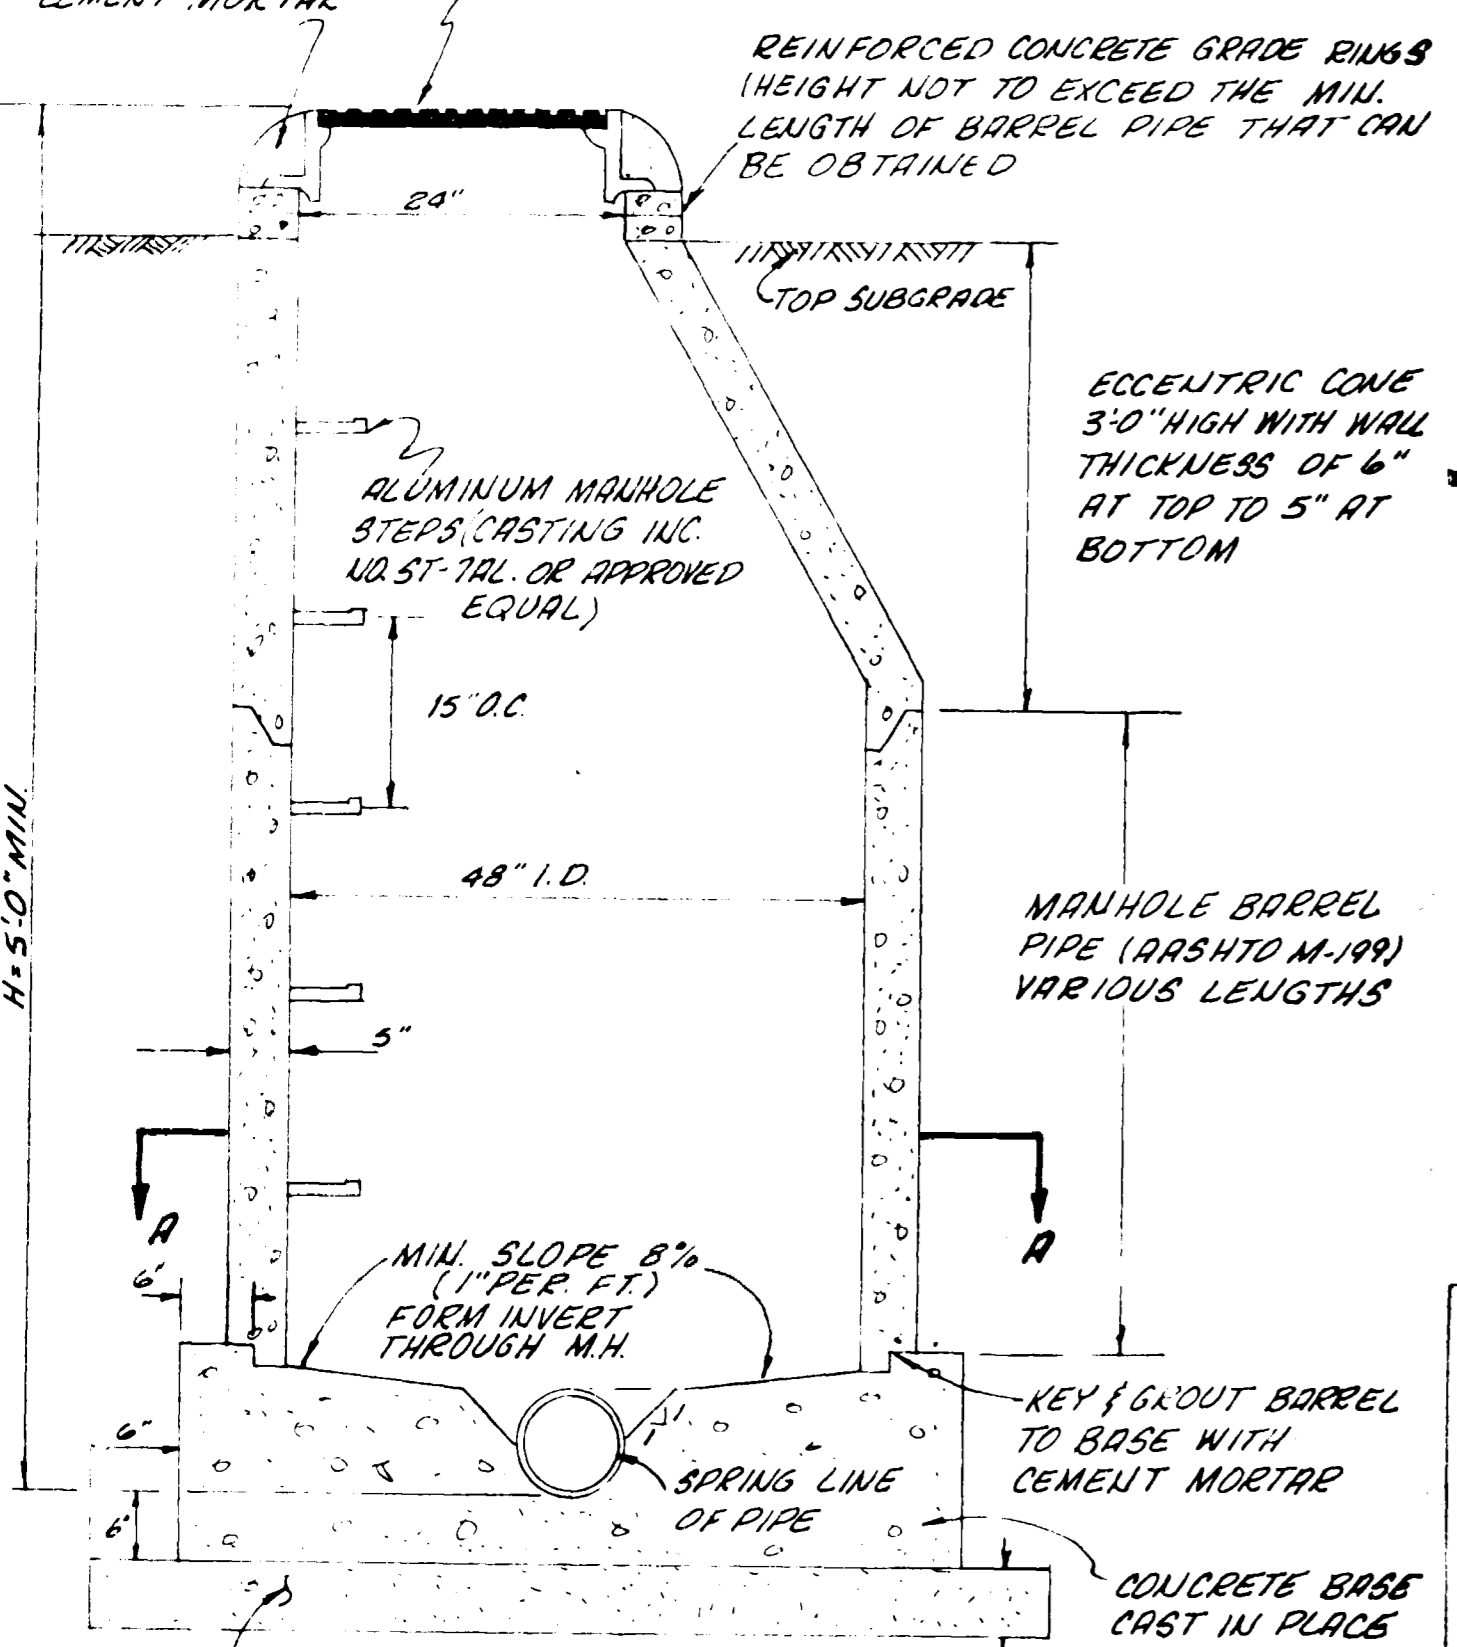 CEMENT MORTAR
REINFORCED CONCRETE GRADE RINGS
(HEIGHT NOT TO EXCEED THE MIN.
LENGTH OF BARREL PIPE THAT CAN
BE OBTAINED
24"
TOP SUBGRADE
ECCENTRIC CONE
3'-0" HIGH WITH WALL
THICKNESS OF 6"
AT TOP TO 5" AT
BOTTOM
ALUMINUM MANHOLE
STEPS (CASTING INC.
NO. ST-7AL. OR APPROVED
EQUAL)
15" O.C.
H=5'-0" MIN.
48" I.D.
MANHOLE BARREL
PIPE (AASHTO M-199)
VARIOUS LENGTHS
5"
A
A
6"
MIN. SLOPE 8%
(1" PER. FT.)
FORM INVERT
THROUGH M.H.
6"
KEY & GROUT BARREL
TO BASE WITH
CEMENT MORTAR
SPRING LINE
OF PIPE
6"
CONCRETE BASE
CAST IN PLACE